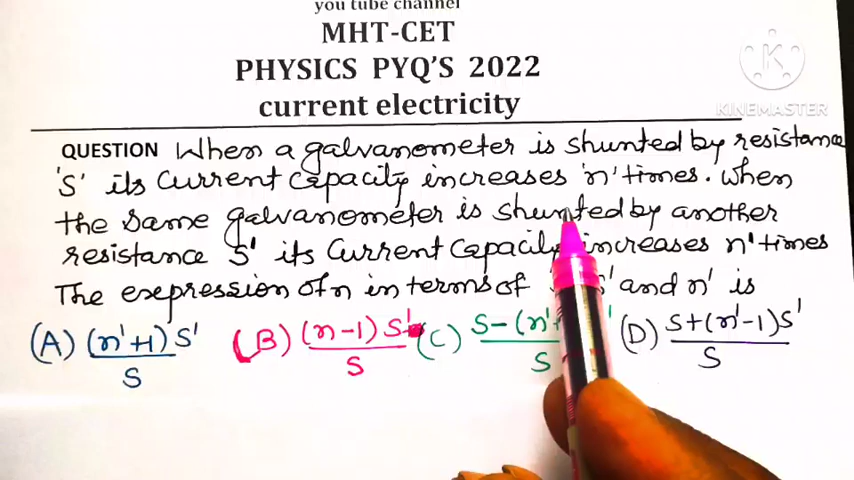 you tube channel
MHT-CET
PHYSICS PYQ'S 2022
current electricity
K
KINEMASTER
QUESTION When a galvanometer is shunted by resistance
'S' its current capacity increases 'n' times. When
the same galvanometer is shunted by another
resistance S' its current capacity increases n' times
The exepression of n in terms of S' and n' is
(A) (n'+1) S' / S (B) (n-1) S' / S (C) S-(n' / S (D) S+(n'-1)S' / S